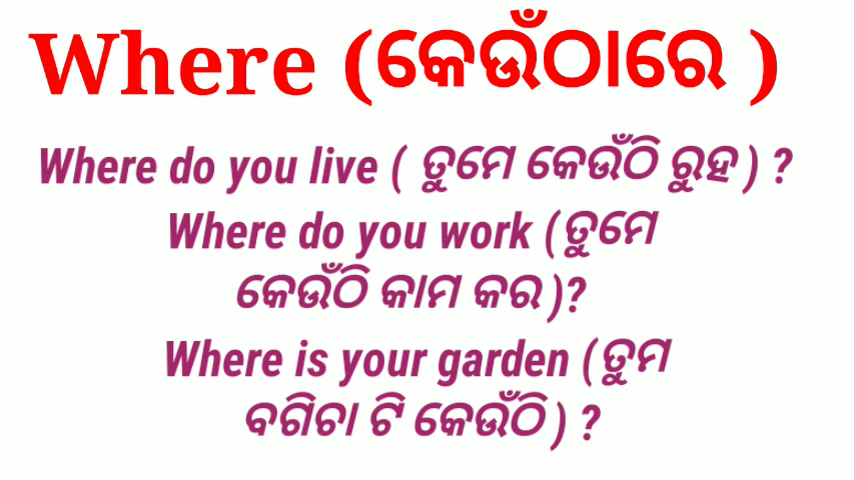 Where (କେଉଁଠାରେ )
Where do you live ( ତୁମେ କେଉଁଠି ରୁହ ) ?
Where do you work (ତୁମେ
କେଉଁଠି କାମ କର )?
Where is your garden (ତୁମ
ବଗିଚା ଟି କେଉଁଠି ) ?